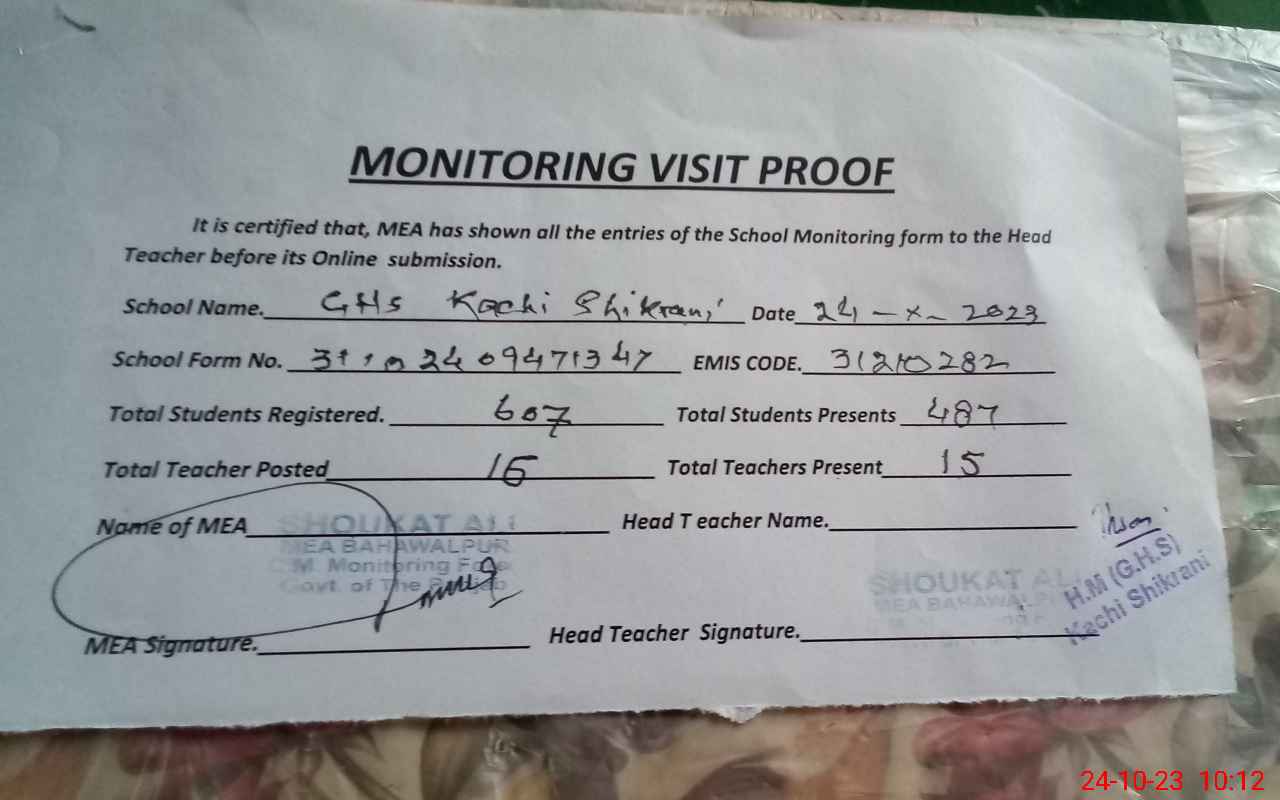 MONITORING VISIT PROOF
It is certified that, MEA has shown all the entries of the School Monitoring form to the Head
Teacher before its Online submission.
School Name. GHS Kachi Shikrani Date 24-X-2023
School Form No. EMIS CODE. 31210282
Total Students Registered. 607 Total Students Presents 487
Total Teacher Posted 16 Total Teachers Present 15
Name of MEA Head T eacher Name.
SHOUKAT ALI
MEA BAHAWALPUR
C.M. Monitoring Force
Govt. of The Punjab
SHOUKAT ALI
MEA BAHAWALPUR
H.M (G.H.S)
Kachi Shikrani
MEA Signature. Head Teacher Signature.
24-10-23 10:12